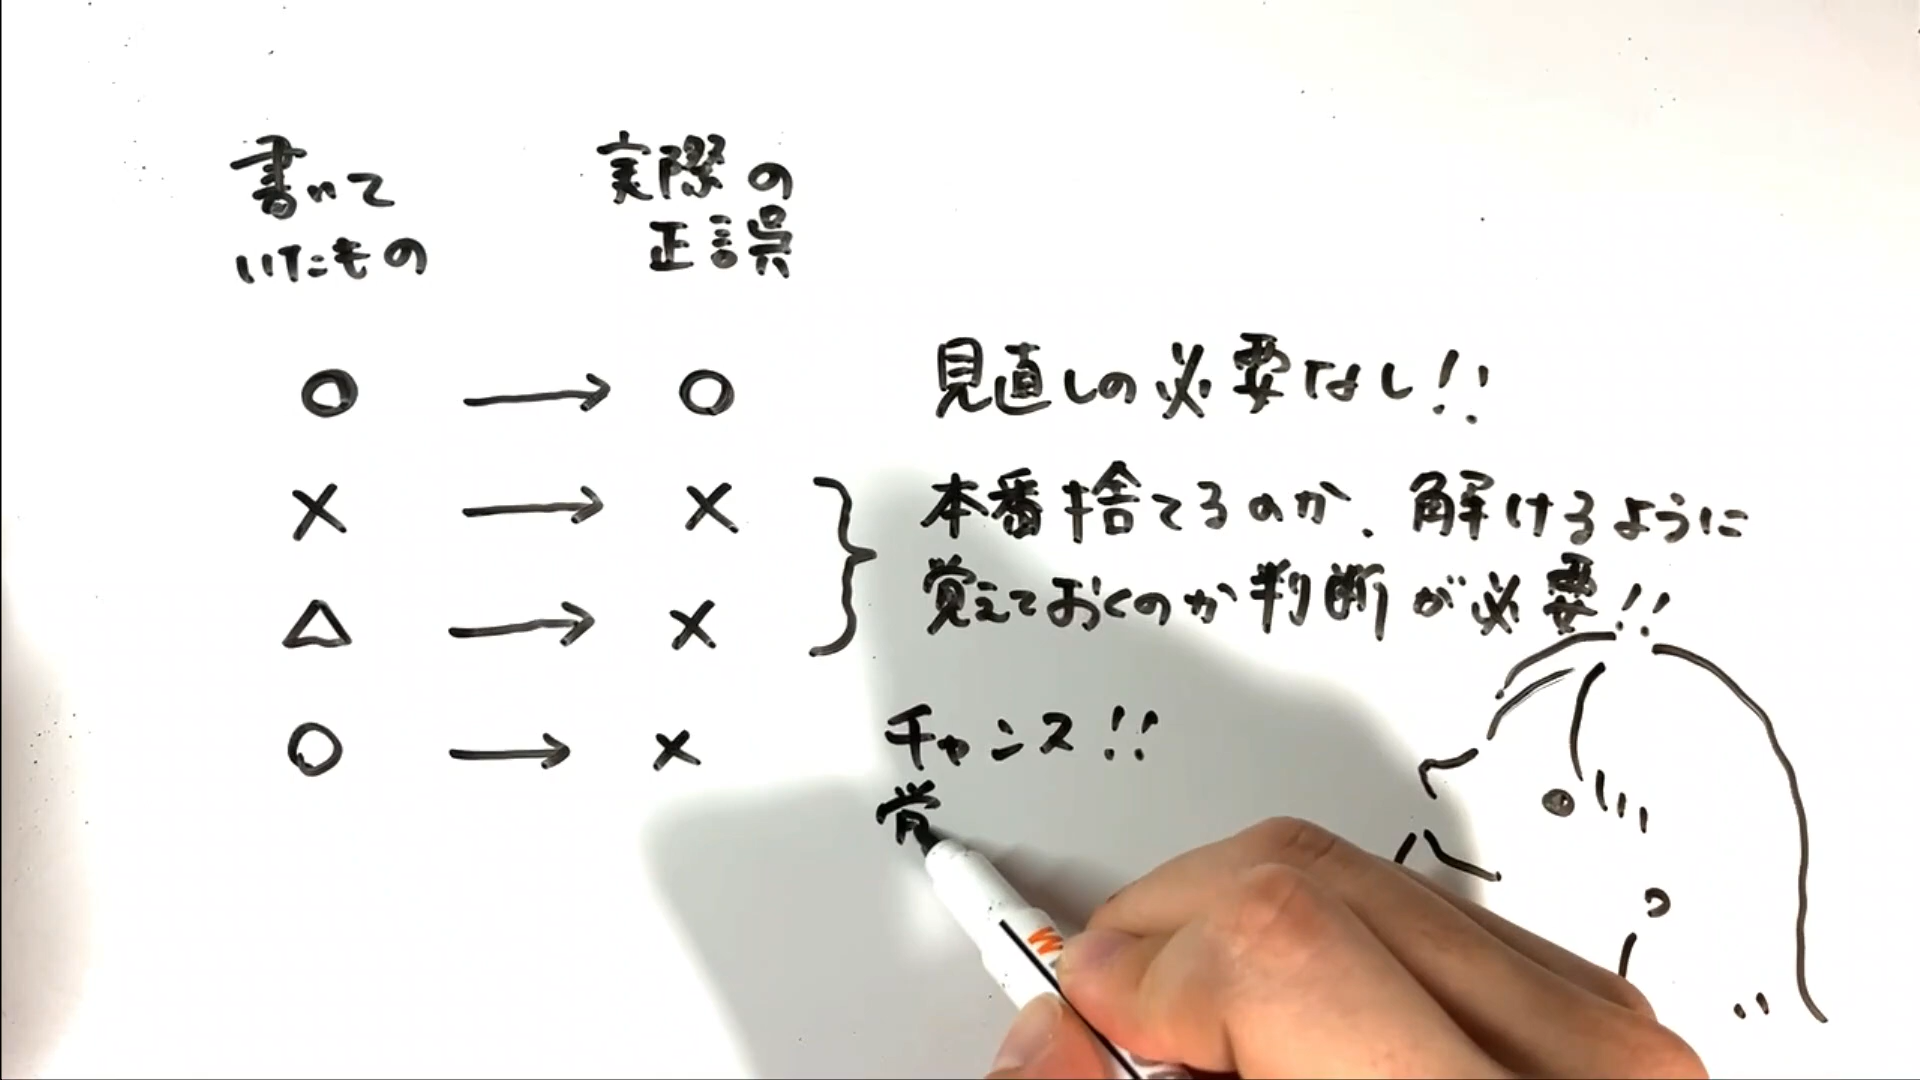 書いて
いたもの
実際の
正誤
○ → ○ 見直しの必要なし!!
× → × 本番捨てるのか、解けるように
△ → × 覚えておくのか判断が必要!!
○ → × チャンス!!
覚